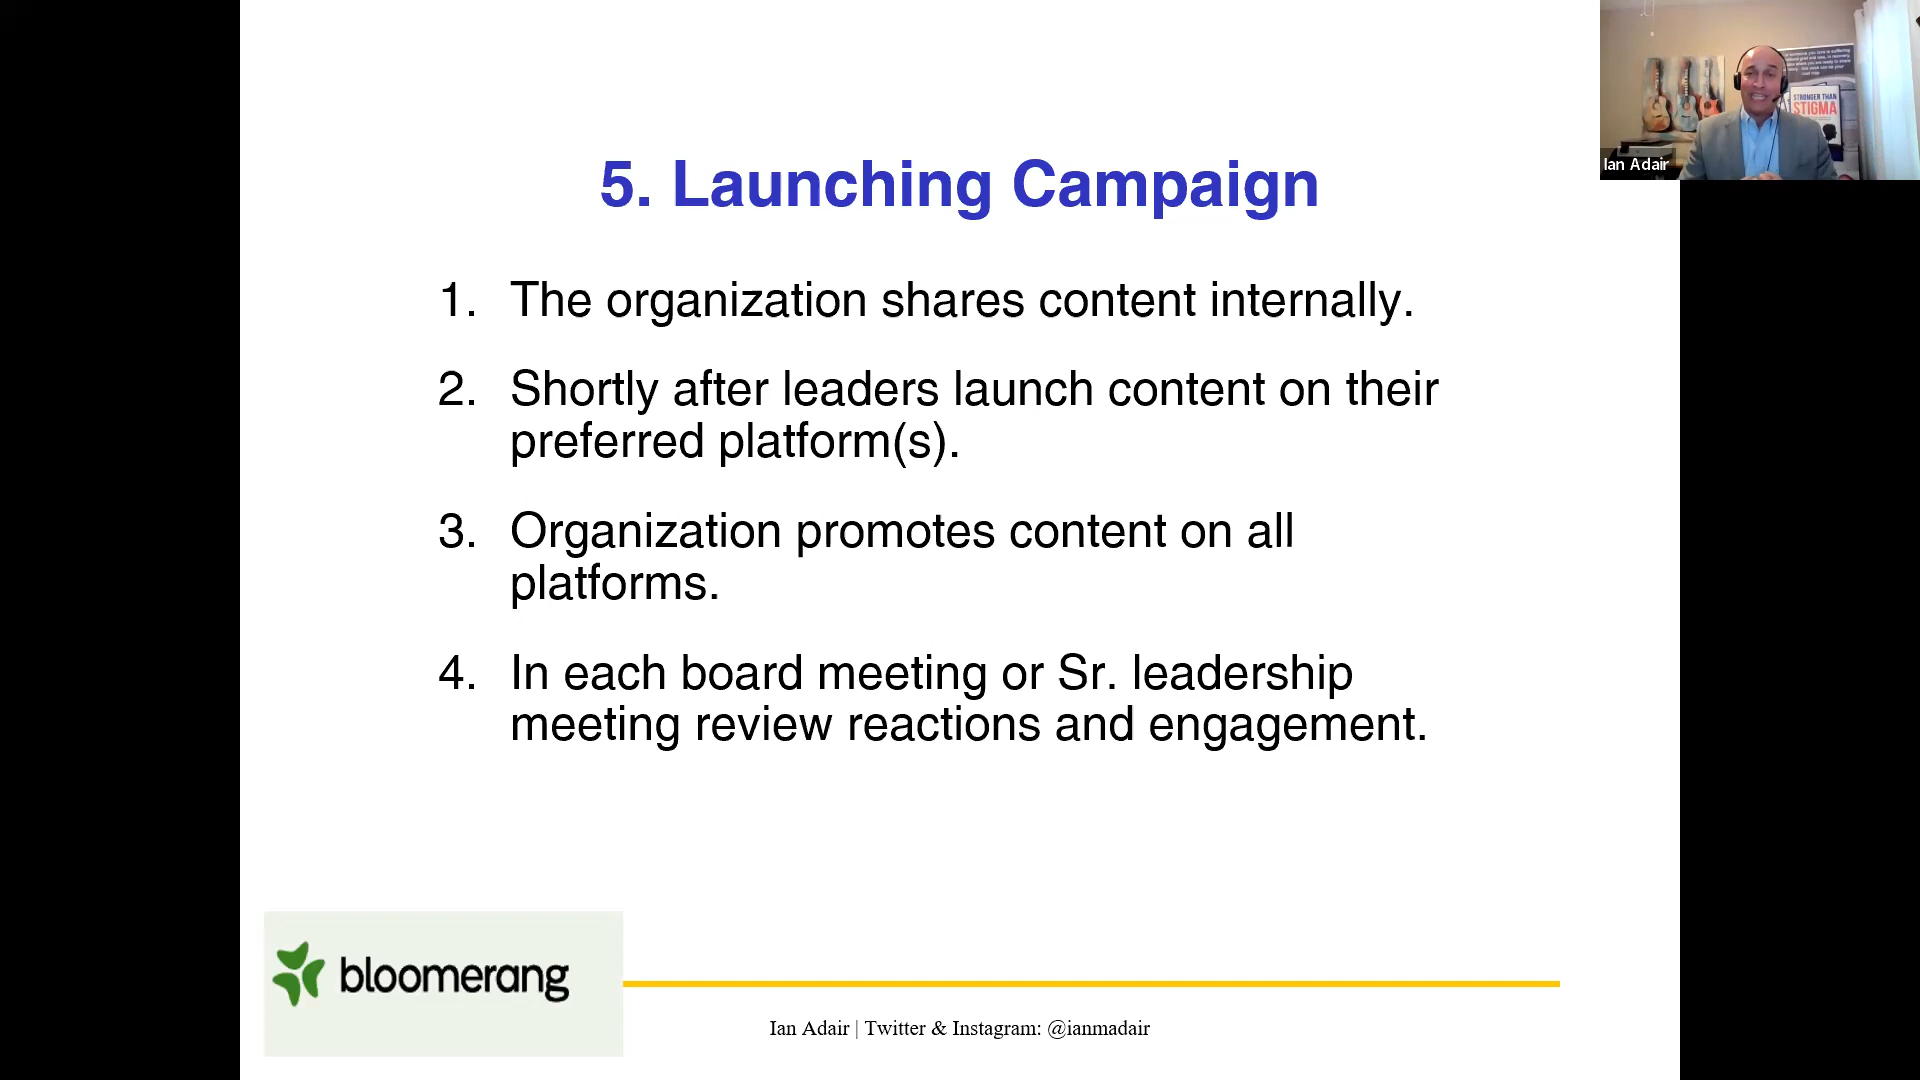 5. Launching Campaign
1. The organization shares content internally.
2. Shortly after leaders launch content on their
preferred platform(s).
3. Organization promotes content on all
platforms.
4. In each board meeting or Sr. leadership
meeting review reactions and engagement.
bloomerang
Ian Adair | Twitter & Instagram: @ianmadair
STRONGER THAN
STIGMA
Ian Adair